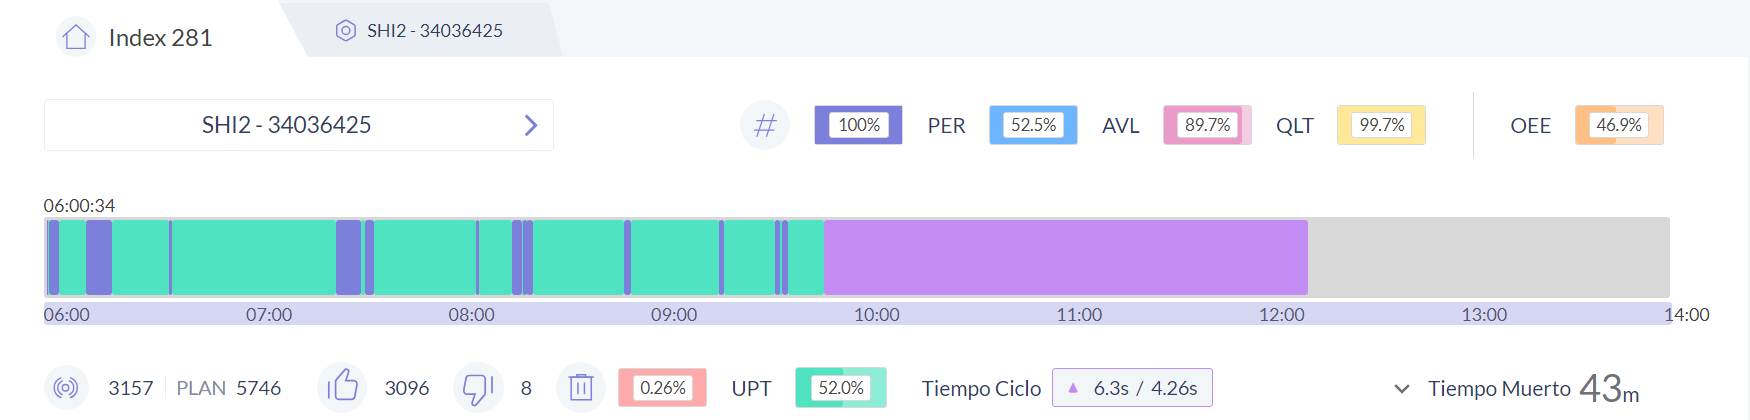 Index 281
SHI2 - 34036425
SHI2 - 34036425
100% PER 52.5% AVL 89.7% QLT 99.7% OEE 46.9%
06:00:34
06:00 07:00 08:00 09:00 10:00 11:00 12:00 13:00 14:00
3157 PLAN 5746 3096 8 0.26% UPT 52.0% Tiempo Ciclo 6.3s / 4.26s Tiempo Muerto 43m